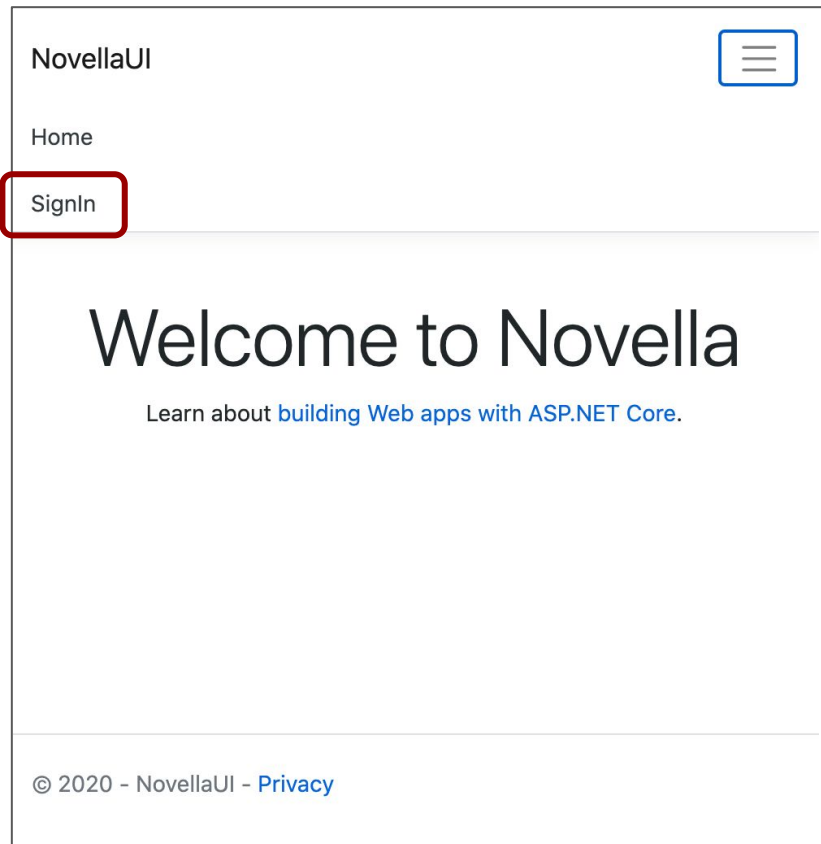 NovellaUI
Home
SignIn
Welcome to Novella
Learn about building Web apps with ASP.NET Core.
© 2020 - NovellaUI - Privacy